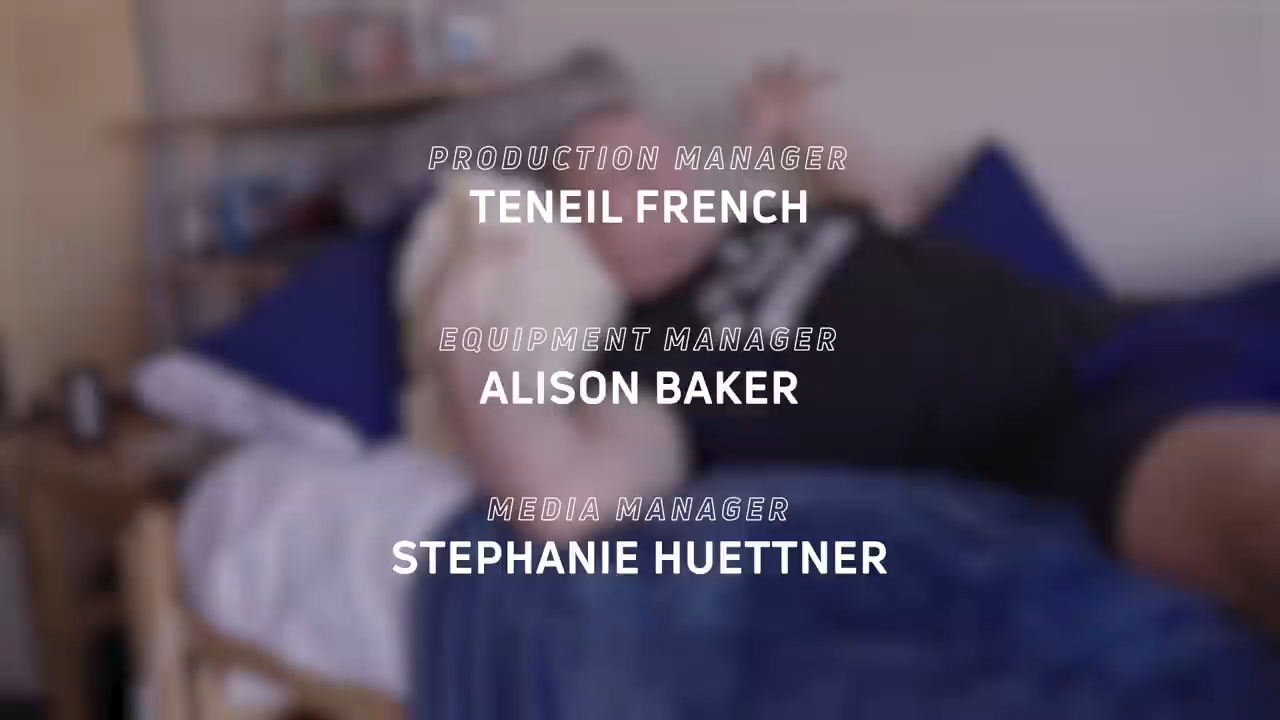 PRODUCTION MANAGER
TENEIL FRENCH
EQUIPMENT MANAGER
ALISON BAKER
MEDIA MANAGER
STEPHANIE HUETTNER